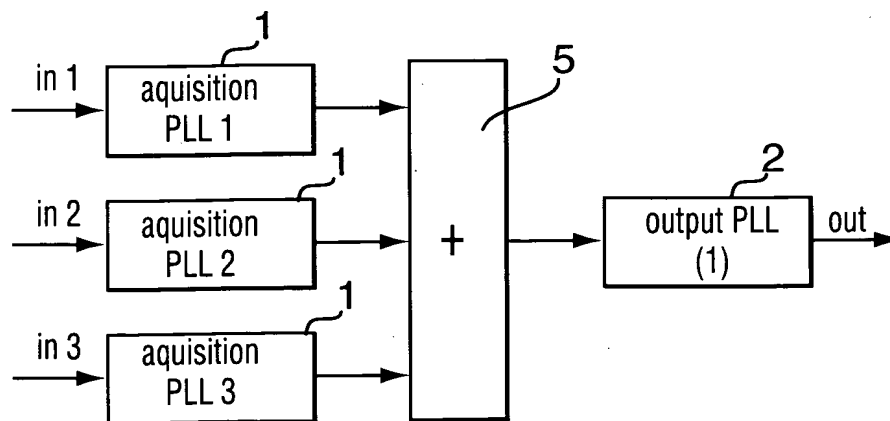 1
in 1
aquisition
PLL 1
5
1
in 2
aquisition
PLL 2
+
2
output PLL
(1)
out
1
in 3
aquisition
PLL 3